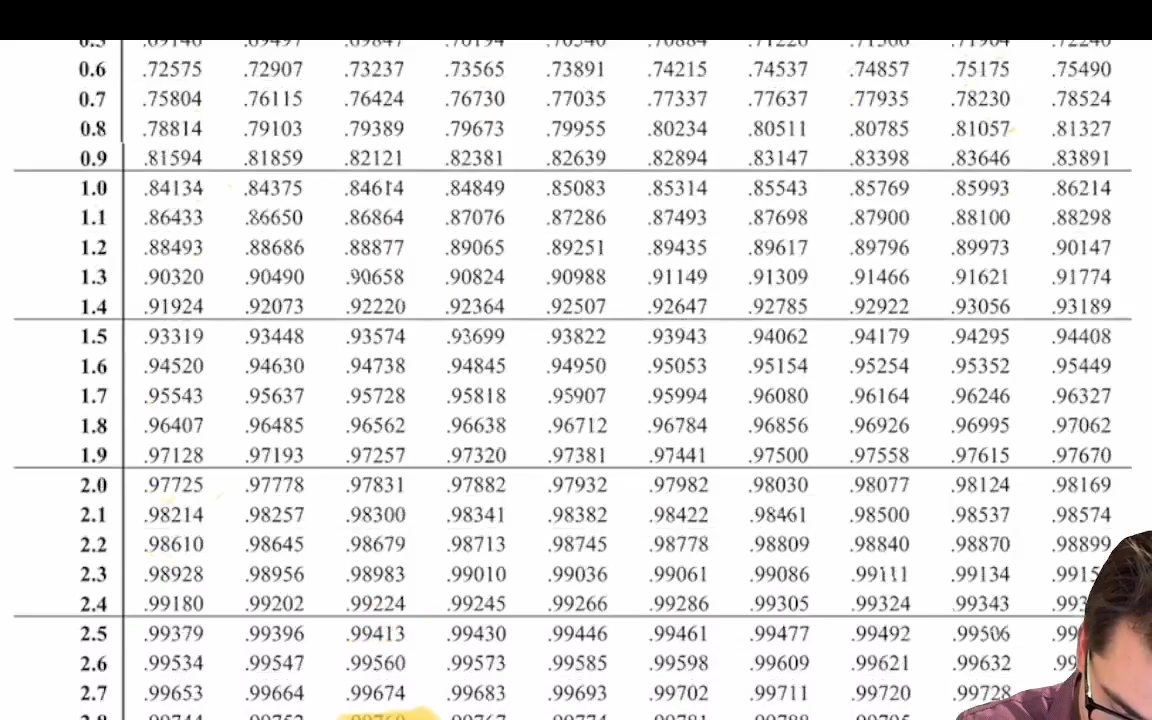 0.6 .72575 .72907 .73237 .73565 .73891 .74215 .74537 .74857 .75175 .75490
0.7 .75804 .76115 .76424 .76730 .77035 .77337 .77637 .77935 .78230 .78524
0.8 .78814 .79103 .79389 .79673 .79955 .80234 .80511 .80785 .81057 .81327
0.9 .81594 .81859 .82121 .82381 .82639 .82894 .83147 .83398 .83646 .83891
1.0 .84134 .84375 .84614 .84849 .85083 .85314 .85543 .85769 .85993 .86214
1.1 .86433 .86650 .86864 .87076 .87286 .87493 .87698 .87900 .88100 .88298
1.2 .88493 .88686 .88877 .89065 .89251 .89435 .89617 .89796 .89973 .90147
1.3 .90320 .90490 .90658 .90824 .90988 .91149 .91309 .91466 .91621 .91774
1.4 .91924 .92073 .92220 .92364 .92507 .92647 .92785 .92922 .93056 .93189
1.5 .93319 .93448 .93574 .93699 .93822 .93943 .94062 .94179 .94295 .94408
1.6 .94520 .94630 .94738 .94845 .94950 .95053 .95154 .95254 .95352 .95449
1.7 .95543 .95637 .95728 .95818 .95907 .95994 .96080 .96164 .96246 .96327
1.8 .96407 .96485 .96562 .96638 .96712 .96784 .96856 .96926 .96995 .97062
1.9 .97128 .97193 .97257 .97320 .97381 .97441 .97500 .97558 .97615 .97670
2.0 .97725 .97778 .97831 .97882 .97932 .97982 .98030 .98077 .98124 .98169
2.1 .98214 .98257 .98300 .98341 .98382 .98422 .98461 .98500 .98537 .98574
2.2 .98610 .98645 .98679 .98713 .98745 .98778 .98809 .98840 .98870 .98899
2.3 .98928 .98956 .98983 .99010 .99036 .99061 .99086 .99111 .99134
2.4 .99180 .99202 .99224 .99245 .99266 .99286 .99305 .99324 .99343
2.5 .99379 .99396 .99413 .99430 .99446 .99461 .99477 .99492 .99506
2.6 .99534 .99547 .99560 .99573 .99585 .99598 .99609 .99621 .99632
2.7 .99653 .99664 .99674 .99683 .99693 .99702 .99711 .99720 .99728